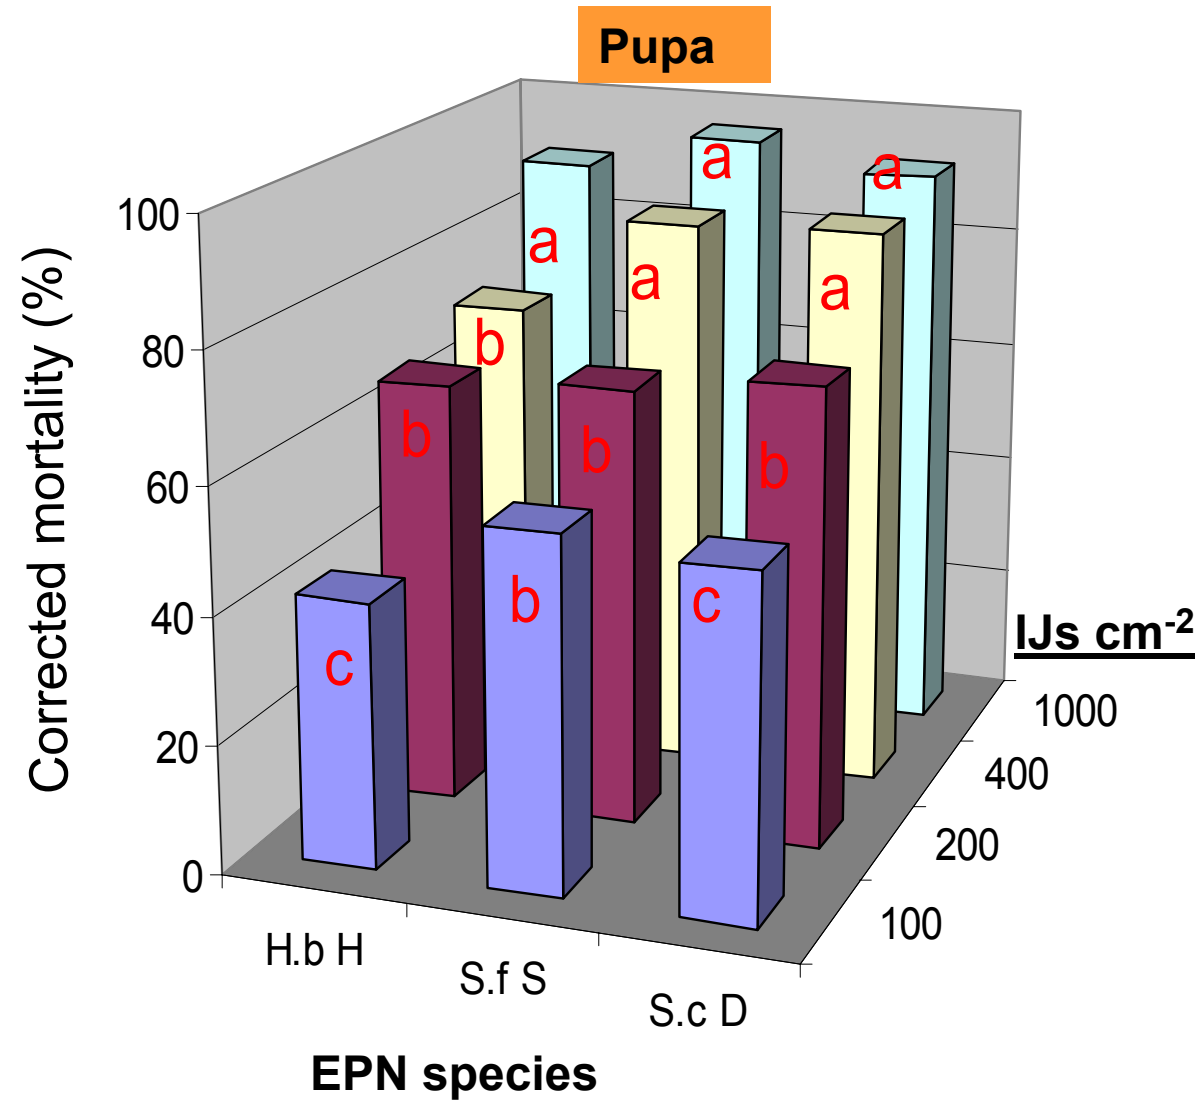 Pupa
Corrected mortality (%)
100
80
60
40
20
0
a
a
a
b
a
a
b
b
b
c
b
c
IJs cm-2
1000
400
200
100
H.b H
S.f S
S.c D
EPN species